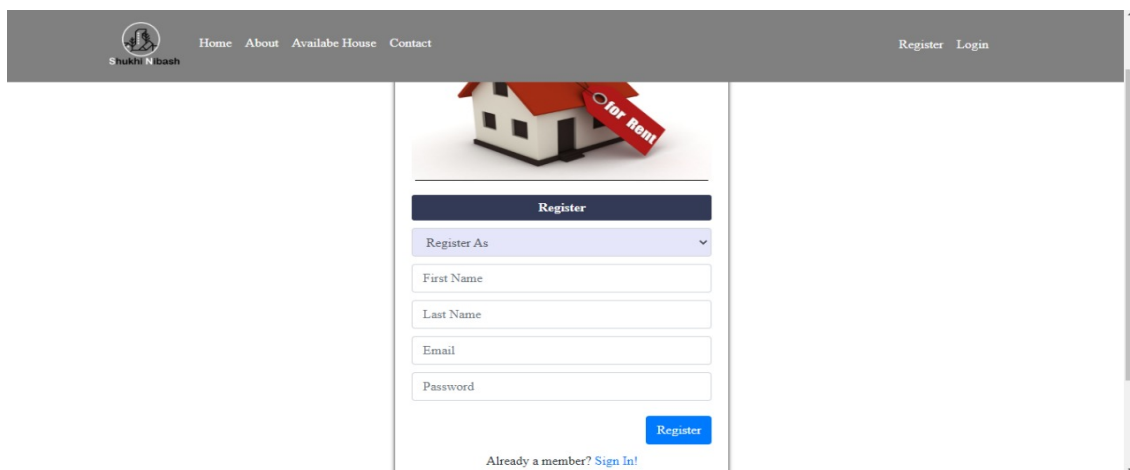 Home About Availabe House Contact
Register Login
Shukhi Nibash
for Rent
Register
Register As
First Name
Last Name
Email
Password
Register
Already a member? Sign In!